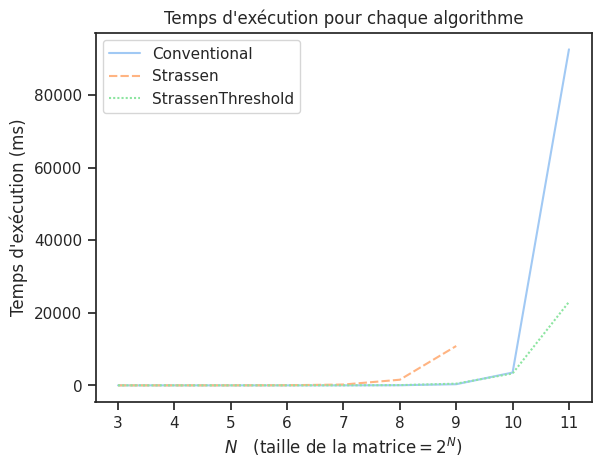 Temps d'exécution pour chaque algorithme
Conventional
Strassen
StrassenThreshold
Temps d'exécution (ms)
80000
60000
40000
20000
0
3 4 5 6 7 8 9 10 11
N (taille de la matrice = 2^N)